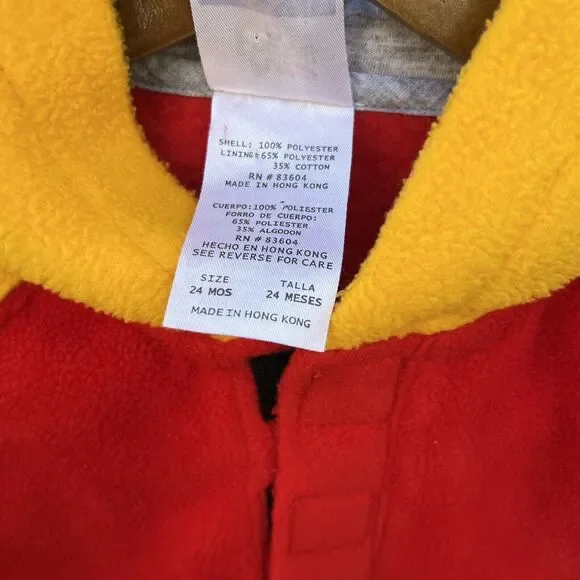 SHELL: 100% POLYESTER
LINING: 65% POLYESTER
35% COTTON
RN # 83604
MADE IN HONG KONG
CUERPO: 100% POLIESTER
FORRO DE CUERPO:
65% POLIESTER
35% ALGODON
RN # 83604
HECHO EN HONG KONG
SEE REVERSE FOR CARE
SIZE TALLA
24 MOS 24 MESES
MADE IN HONG KONG